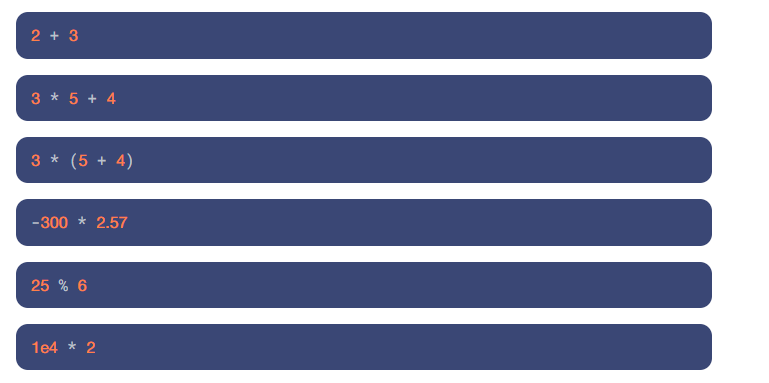 2 + 3
3 * 5 + 4
3 * (5 + 4)
-300 * 2.57
25 % 6
1e4 * 2